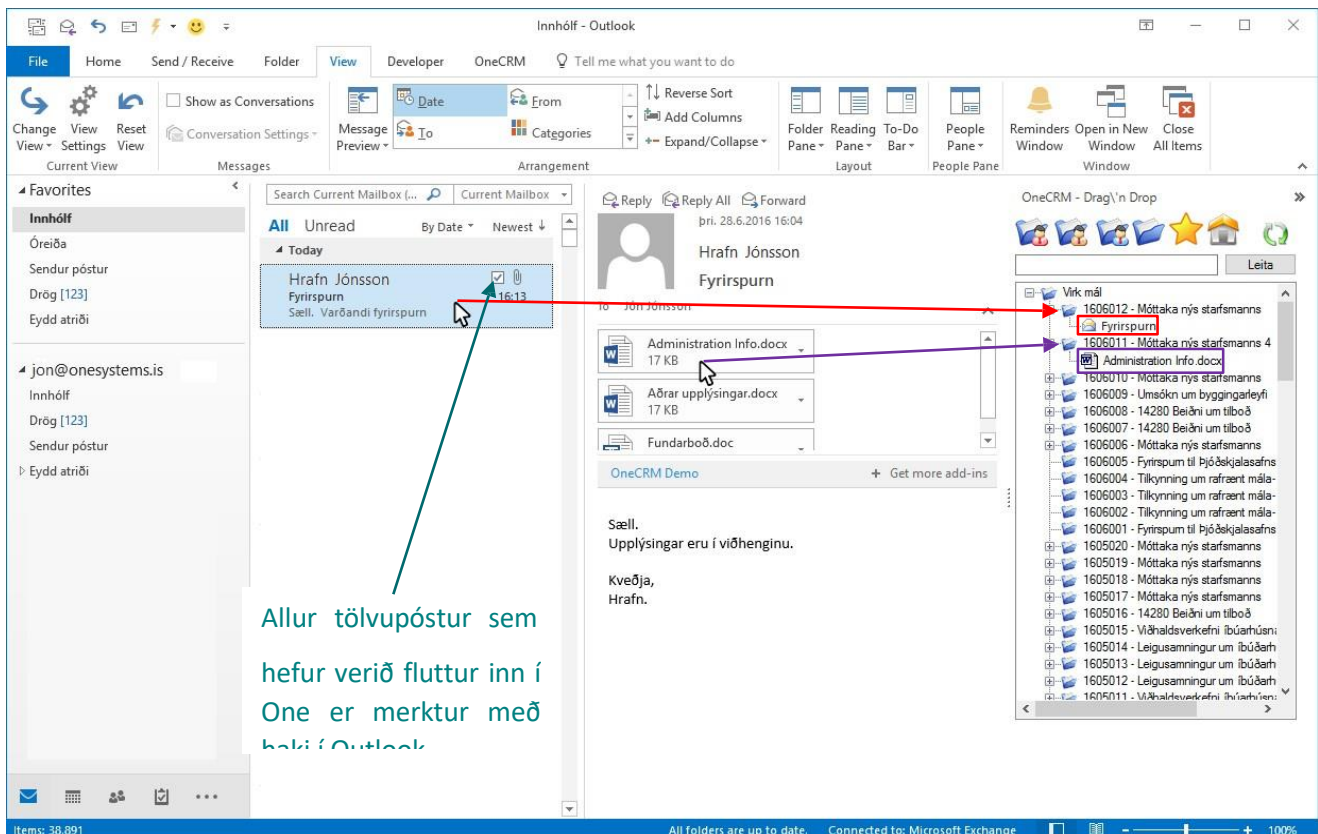 Innhólf - Outlook
File Home Send / Receive Folder View Developer OneCRM Tell me what you want to do
Change View
View Settings
Reset View
Current View
Show as Conversations
Conversation Settings
Messages
Message Preview
Date From
To Categories
Reverse Sort
Add Columns
Expand/Collapse
Arrangement
Folder Pane
Reading Pane
To-Do Bar
Layout
People Pane
People Pane
Reminders Window
Open in New Window
Close All Items
Window
Favorites
Innhólf
Óreiða
Sendur póstur
Drög [123]
Eydd atriði
jon@onesystems.is
Innhólf
Drög [123]
Sendur póstur
Eydd atriði
Search Current Mailbox (... Current Mailbox
All Unread By Date Newest ↓
Today
Hrafn Jónsson
Fyrirspurn 16:13
Sæll. Varðandi fyrirspurn
Allur tölvupóstur sem
hefur verið fluttur inn í
One er merktur með
haki í Outlook
Reply Reply All Forward
þri. 28.6.2016 16:04
Hrafn Jónsson
Fyrirspurn
To Jón Jónsson
Administration Info.docx
17 KB
Aðrar upplýsingar.docx
17 KB
Fundarboð.doc
OneCRM Demo + Get more add-ins
Sæll.
Upplýsingar eru í viðhenginu.
Kveðja,
Hrafn.
OneCRM - Drag\'n Drop
Leita
Virk mál
1606012 - Móttaka nýs starfsmanns
Fyrirspurn
1606011 - Móttaka nýs starfsmanns 4
Administration Info.docx
1606010 - Móttaka nýs starfsmanns
1606009 - Umsókn um byggingarleyfi
1606008 - 14280 Beiðni um tilboð
1606007 - 14280 Beiðni um tilboð
1606006 - Móttaka nýs starfsmanns
1606005 - Fyrirspurn til Þjóðskjalasafns
1606004 - Tilkynning um rafrænt mála-
1606003 - Tilkynning um rafrænt mála-
1606002 - Tilkynning um rafrænt mála-
1606001 - Fyrirspurn til Þjóðskjalasafns
1605020 - Móttaka nýs starfsmanns
1605019 - Móttaka nýs starfsmanns
1605018 - Móttaka nýs starfsmanns
1605017 - Móttaka nýs starfsmanns
1605016 - 14280 Beiðni um tilboð
1605015 - Viðhaldsverkefni íbúarhúsna
1605014 - Leigusamningur um íbúðarh
1605013 - Leigusamningur um íbúðarh
1605012 - Leigusamningur um íbúðarh
1605011 - Viðhaldsverkefni íbúarhúsna
Items: 38.891 All folders are up to date. Connected to: Microsoft Exchange 100%